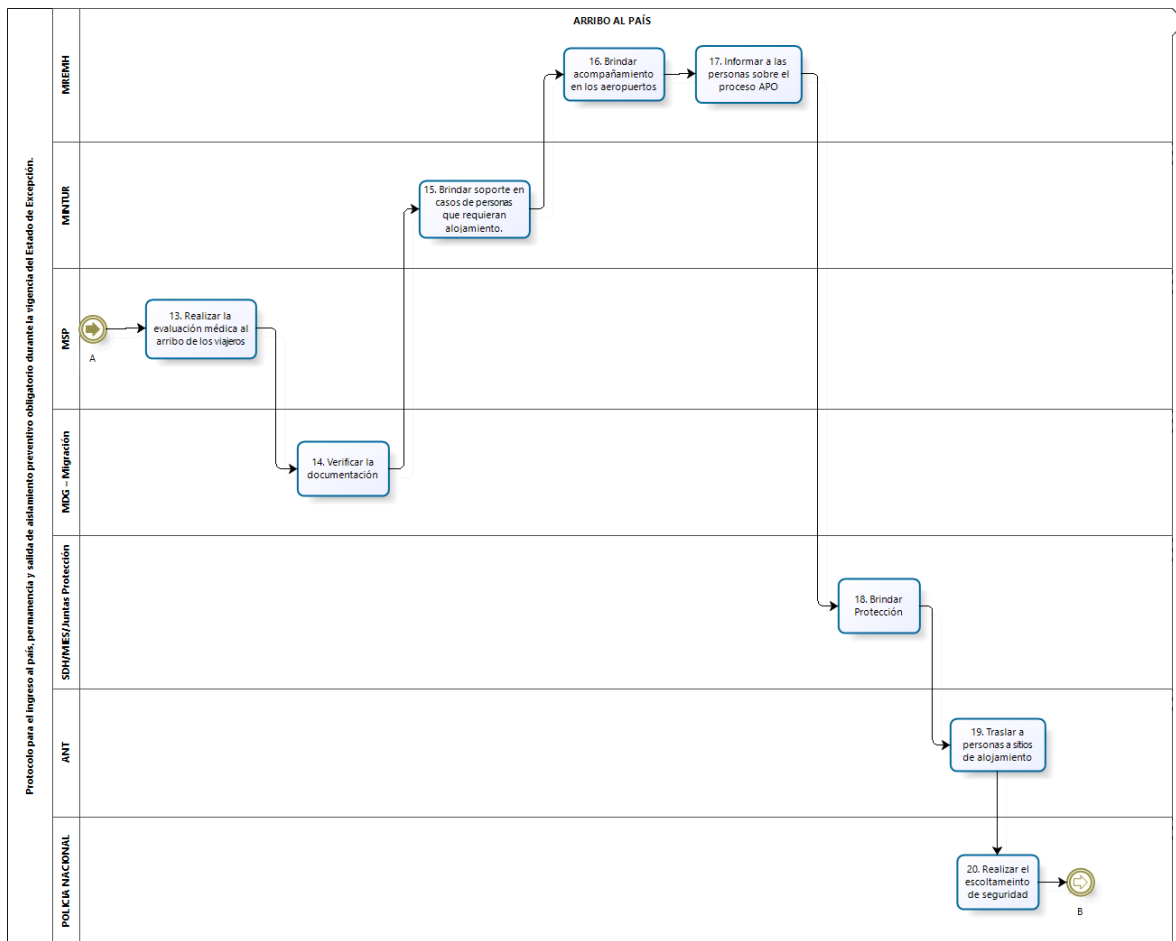 ARRIBO AL PAÍS
Protocolo para el ingreso al país, permanencia y salida de aislamiento preventivo obligatorio durante la vigencia del Estado de Excepción.
MREMH
16. Brindar
acompañamiento
en los aeropuertos
17. Informar a las
personas sobre el
proceso APO
MINTUR
15. Brindar soporte en
casos de personas
que requieran
alojamiento.
MSP
A
13. Realizar la
evaluación médica al
arribo de los viajeros
MDG – Migración
14. Verificar la
documentación
SDH/MIES/Juntas Protección
18. Brindar
Protección
ANT
19. Traslar a
personas a sitios
de alojamiento
POLICIA NACIONAL
20. Realizar el
escoltameinto
de seguridad
B